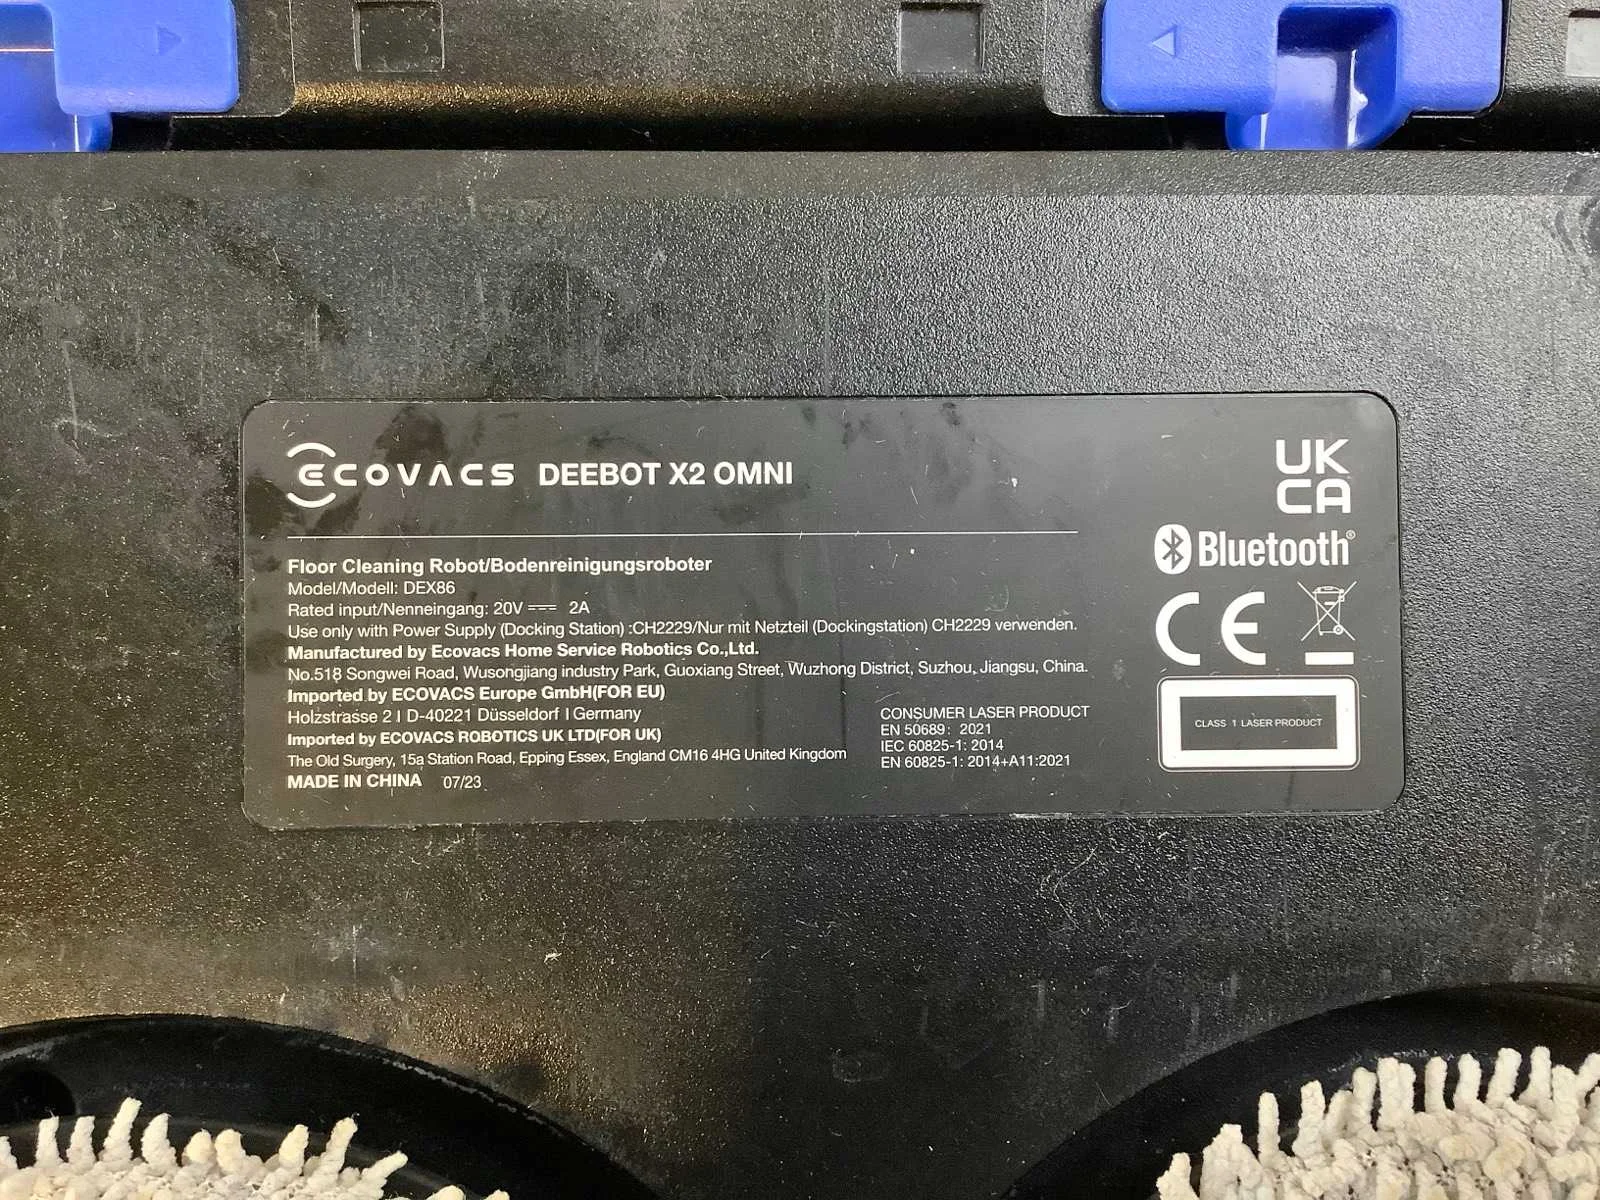 ECOVACS DEEBOT X2 OMNI
Floor Cleaning Robot/Bodenreinigungsroboter
Model/Modell: DEX86
Rated input/Nenneingang: 20V ⎓ 2A
Use only with Power Supply (Docking Station) :CH2229/Nur mit Netzteil (Dockingstation) CH2229 verwenden.
Manufactured by Ecovacs Home Service Robotics Co.,Ltd.
No.518 Songwei Road, Wusongjiang industry Park, Guoxiang Street, Wuzhong District, Suzhou, Jiangsu, China.
Imported by ECOVACS Europe GmbH(FOR EU)
Holzstrasse 2 I D-40221 Düsseldorf I Germany
Imported by ECOVACS ROBOTICS UK LTD(FOR UK)
The Old Surgery, 15a Station Road, Epping Essex, England CM16 4HG United Kingdom
MADE IN CHINA 07/23
CONSUMER LASER PRODUCT
EN 50689: 2021
IEC 60825-1: 2014
EN 60825-1: 2014+A11:2021
UK
CA
Bluetooth®
CE
CLASS 1 LASER PRODUCT